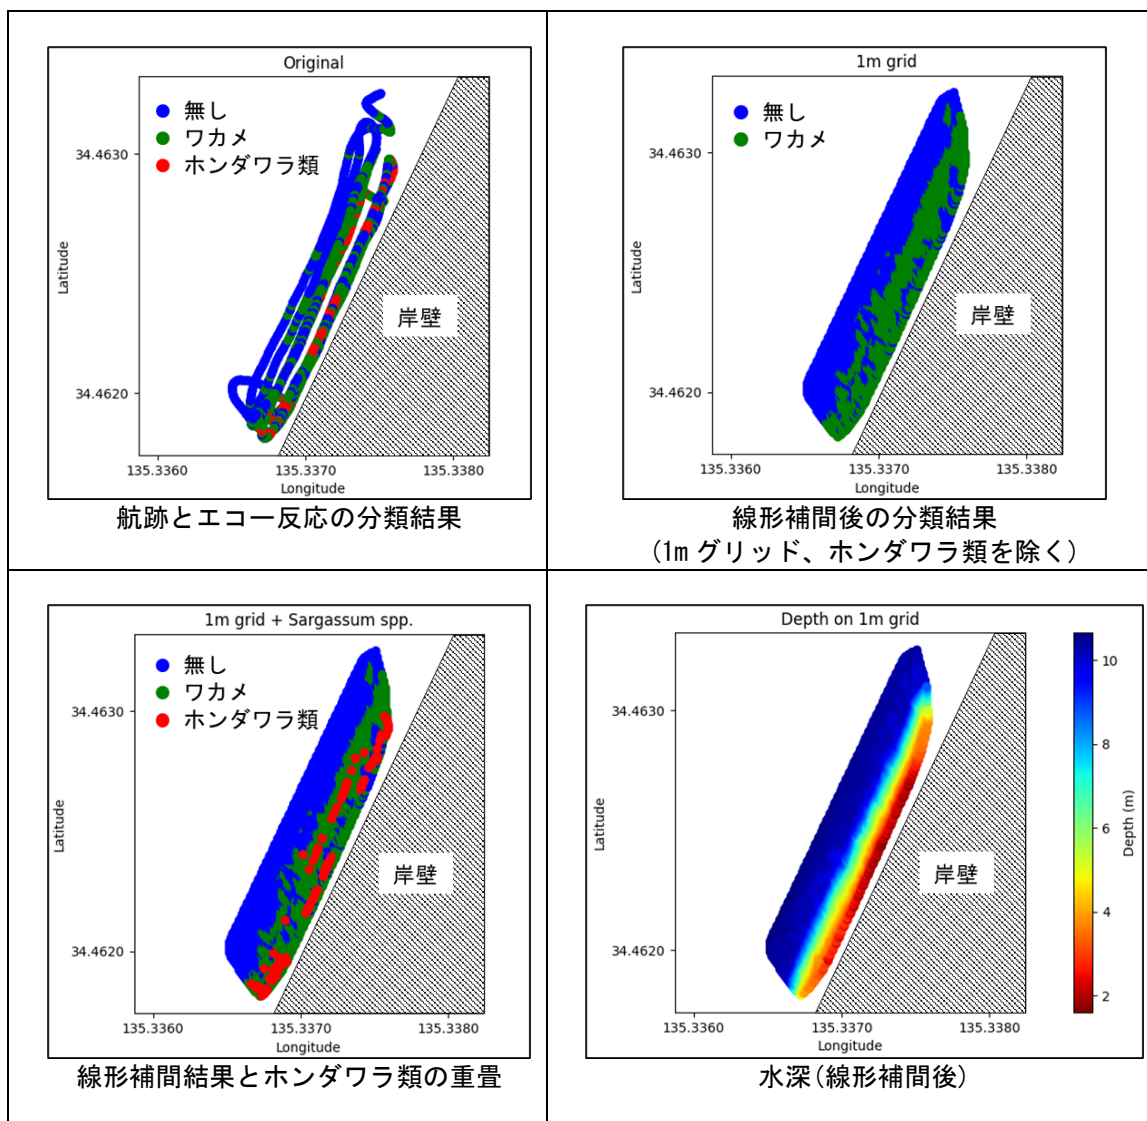 Original
無し
ワカメ
ホンダワラ類
34.4630
34.4620
Latitude
岸壁
135.3360
135.3370
135.3380
Longitude
航跡とエコー反応の分類結果
1m grid
無し
ワカメ
34.4630
34.4620
Latitude
岸壁
135.3360
135.3370
135.3380
Longitude
線形補間後の分類結果
(1m グリッド、ホンダワラ類を除く)
1m grid + Sargassum spp.
無し
ワカメ
ホンダワラ類
34.4630
34.4620
Latitude
岸壁
135.3360
135.3370
135.3380
Longitude
線形補間結果とホンダワラ類の重畳
Depth on 1m grid
34.4630
34.4620
Latitude
岸壁
135.3360
135.3370
135.3380
Longitude
10
8
6
4
2
Depth (m)
水深(線形補間後)